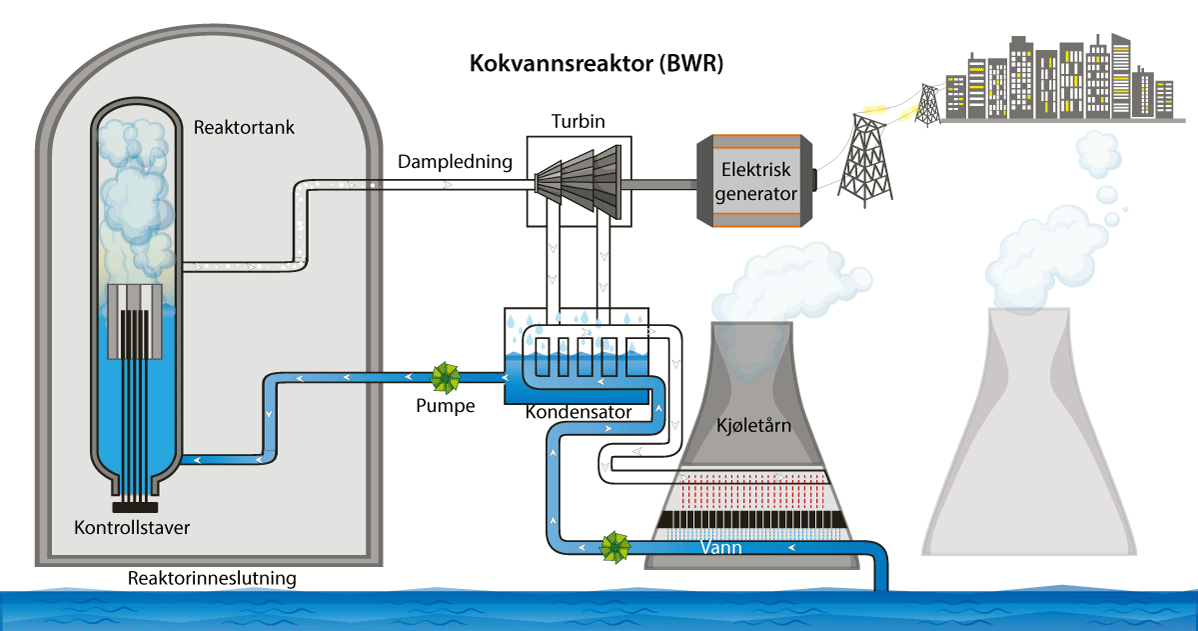 Kokvannsreaktor (BWR)
Reaktortank
Turbin
Dampledning
Elektrisk
generator
Pumpe
Kondensator
Kjøletårn
Kontrollstaver
Vann
Reaktorinneslutning